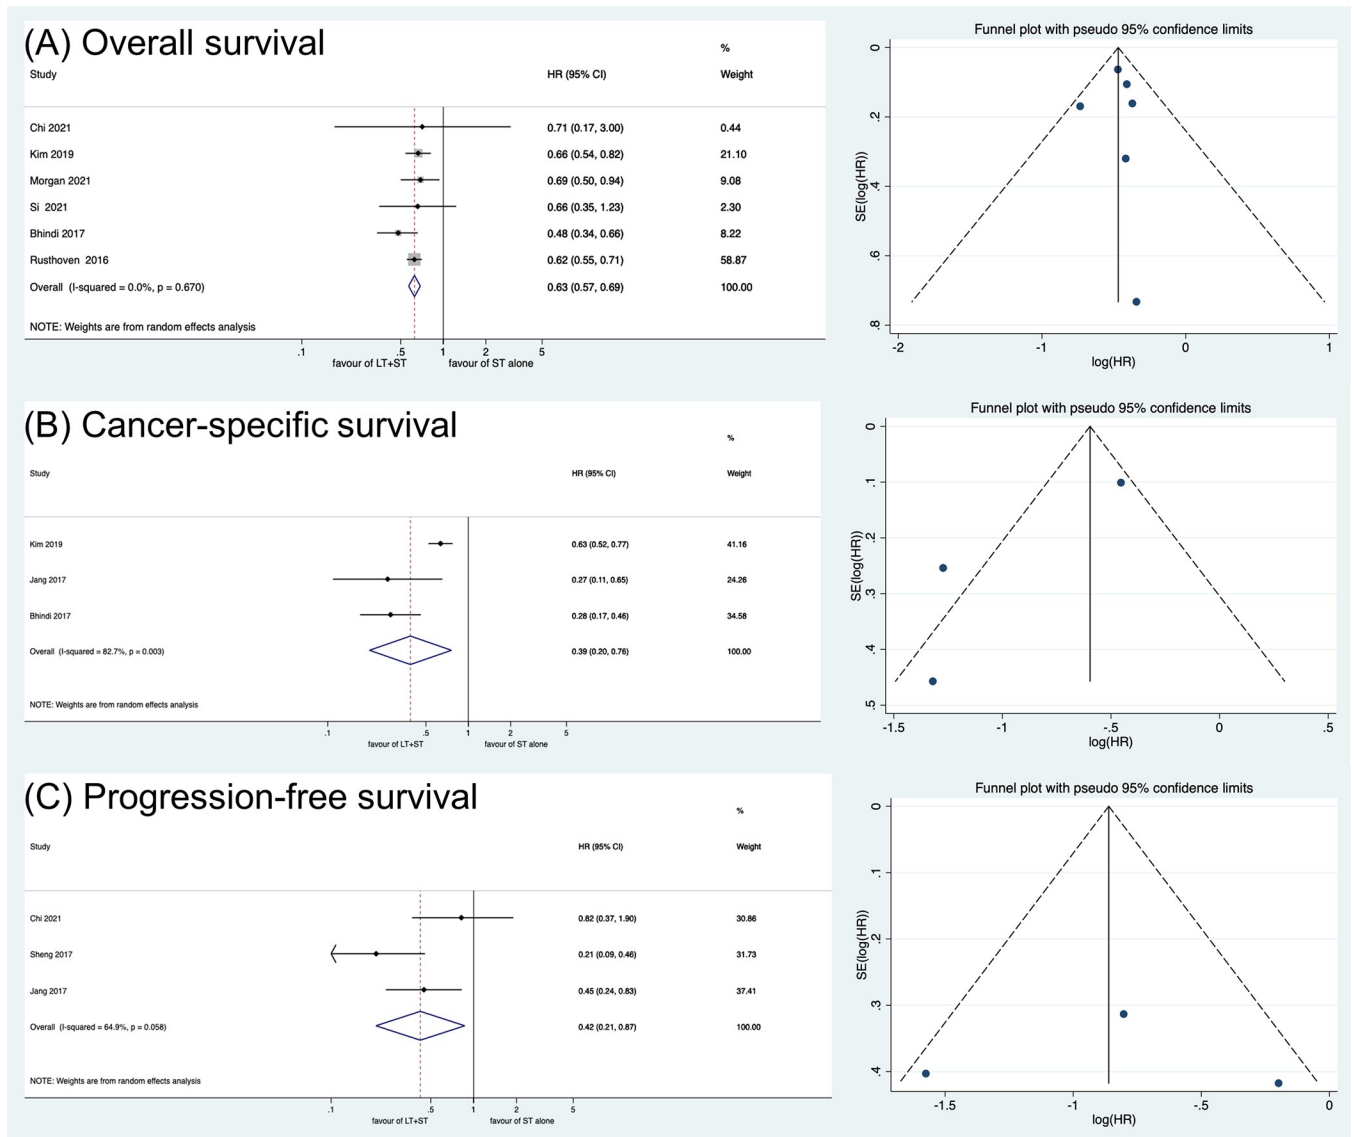 (A) Overall survival
%
Study HR (95% CI) Weight
Chi 2021 0.71 (0.17, 3.00) 0.44
Kim 2019 0.66 (0.54, 0.82) 21.10
Morgan 2021 0.69 (0.50, 0.94) 9.08
Si 2021 0.66 (0.35, 1.23) 2.30
Bhindi 2017 0.48 (0.34, 0.66) 8.22
Rusthoven 2016 0.62 (0.55, 0.71) 58.87
Overall (I-squared = 0.0%, p = 0.670) 0.63 (0.57, 0.69) 100.00
NOTE: Weights are from random effects analysis
.1 .5 1 2 5
favour of LT+ST favour of ST alone
Funnel plot with pseudo 95% confidence limits
SE(log(HR))
0
.2
.4
.6
.8
-2 -1 0 1
log(HR)
(B) Cancer-specific survival
%
Study HR (95% CI) Weight
Kim 2019 0.63 (0.52, 0.77) 41.16
Jang 2017 0.27 (0.11, 0.65) 24.26
Bhindi 2017 0.28 (0.17, 0.46) 34.58
Overall (I-squared = 82.7%, p = 0.003) 0.39 (0.20, 0.76) 100.00
NOTE: Weights are from random effects analysis
.1 .5 1 2 5
favour of LT+ST favour of ST alone
Funnel plot with pseudo 95% confidence limits
SE(log(HR))
0
.1
.2
.3
.4
.5
-1.5 -1 -.5 0 .5
log(HR)
(C) Progression-free survival
%
Study HR (95% CI) Weight
Chi 2021 0.82 (0.37, 1.90) 30.86
Sheng 2017 0.21 (0.09, 0.46) 31.73
Jang 2017 0.45 (0.24, 0.83) 37.41
Overall (I-squared = 64.9%, p = 0.058) 0.42 (0.21, 0.87) 100.00
NOTE: Weights are from random effects analysis
.1 .5 1 2 5
favour of LT+ST favour of ST alone
Funnel plot with pseudo 95% confidence limits
SE(log(HR))
0
.1
.2
.3
.4
-1.5 -1 -.5 0
log(HR)